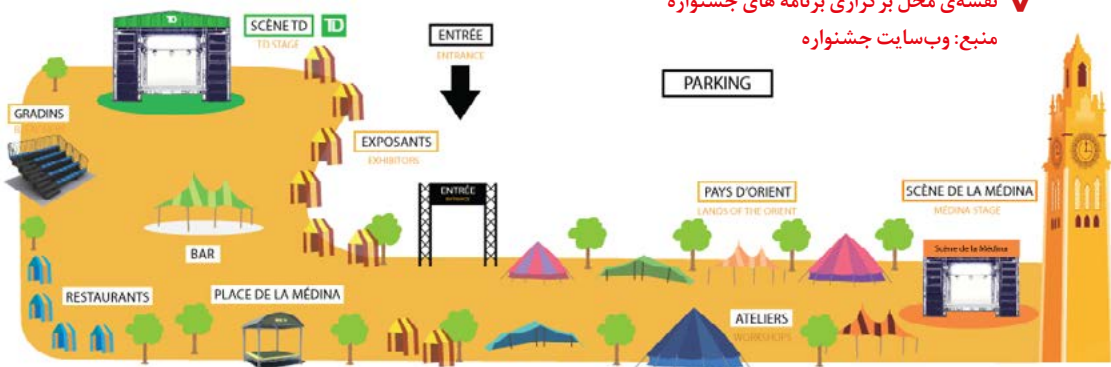 نقشه‌ی محل برگزاری برنامه های جشنواره
منبع: وب‌سایت جشنواره
SCÈNE TD
TD
TD STAGE
ENTRÉE
ENTRANCE
PARKING
GRADINS
EXPOSANTS
EXHIBITORS
ENTRÉE
ENTRANCE
PAYS D'ORIENT
LANDS OF THE ORIENT
SCÈNE DE LA MÉDINA
MÉDINA STAGE
Scène de la Médina
BAR
RESTAURANTS
PLACE DE LA MÉDINA
ATELIERS
WORKSHOPS